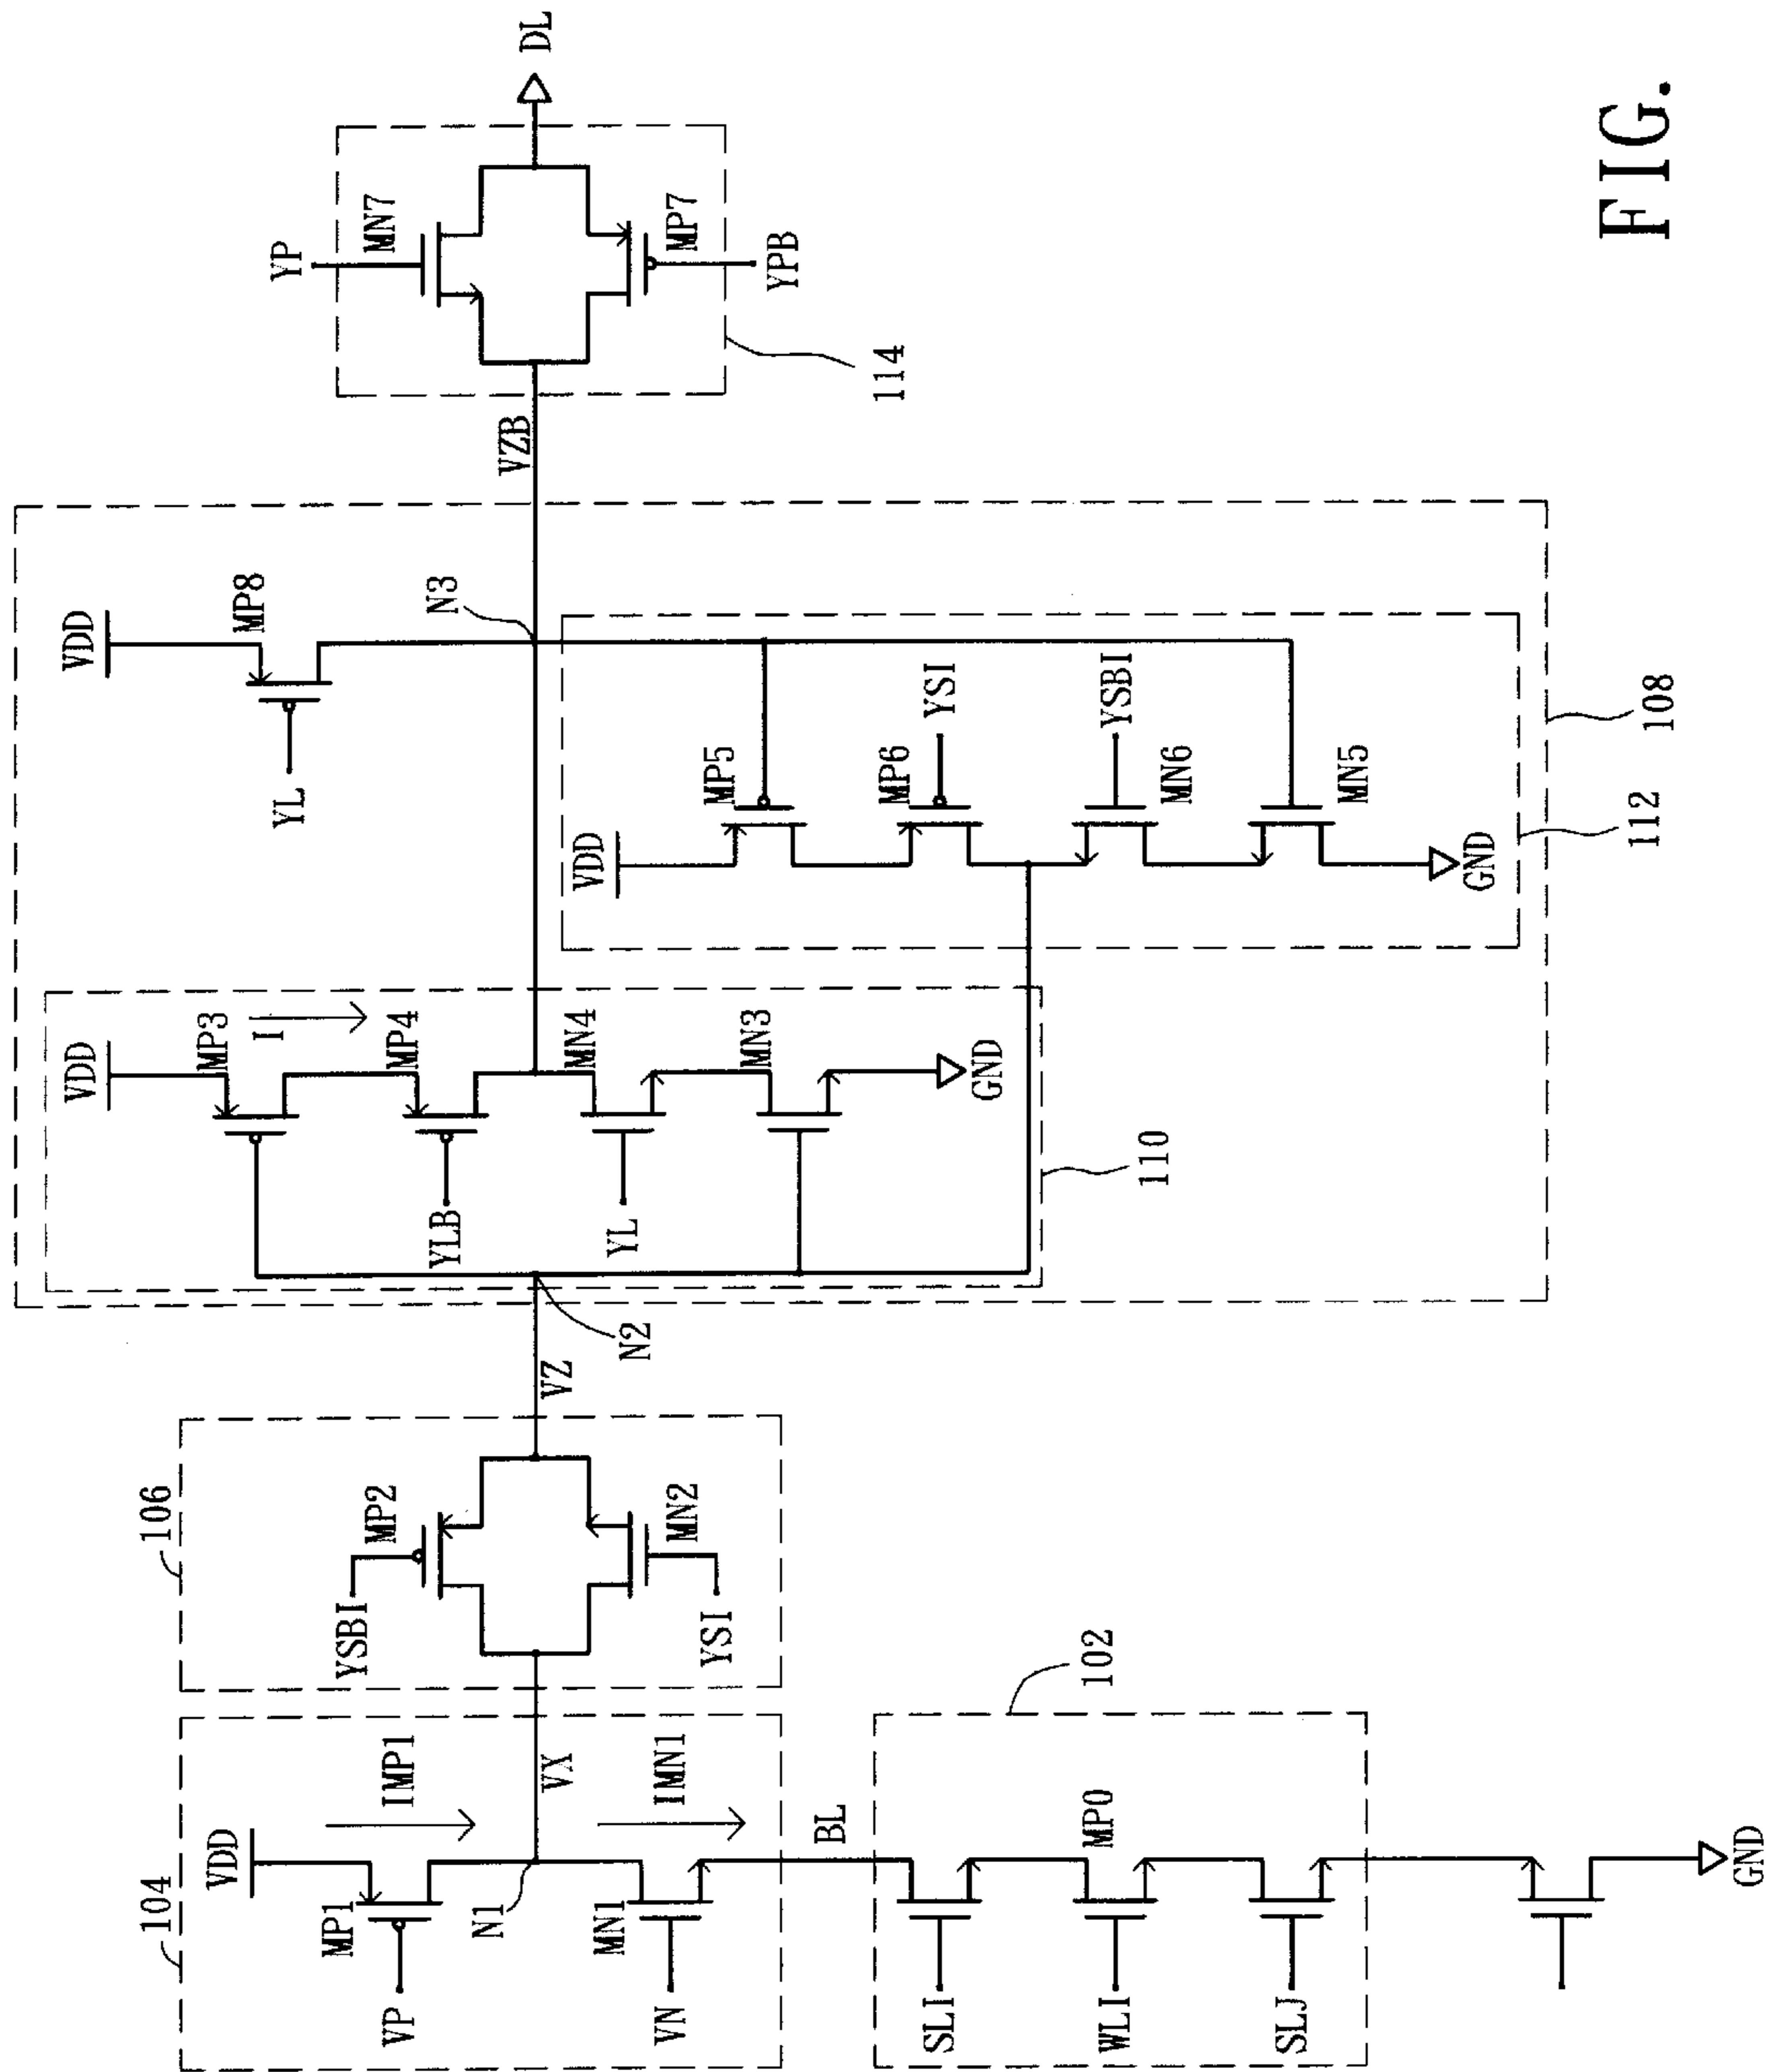 104
VDD
MP1
VP
IMP1
N1
VX
MN1
VN
IMN1
BL
102
SLI
WLI
MP0
SLJ
GND
106
YSBI
MP2
MN2
YSI
VZ
N2
VDD
MP3
I
MP4
YLB
MN4
YL
MN3
GND
110
VDD
MP8
YL
N3
VDD
MP5
MP6
YSI
YSBI
MN6
MN5
GND
112
108
VZB
YP
MN7
MP7
YPB
114
DL
FIG.